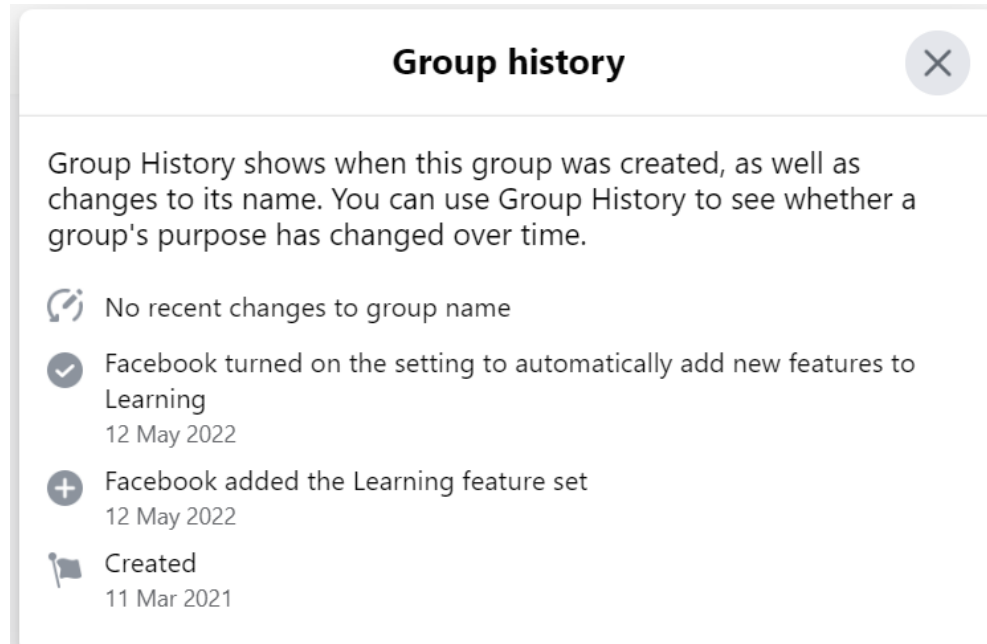 Group history
Group History shows when this group was created, as well as
changes to its name. You can use Group History to see whether a
group's purpose has changed over time.
No recent changes to group name
Facebook turned on the setting to automatically add new features to
Learning
12 May 2022
Facebook added the Learning feature set
12 May 2022
Created
11 Mar 2021